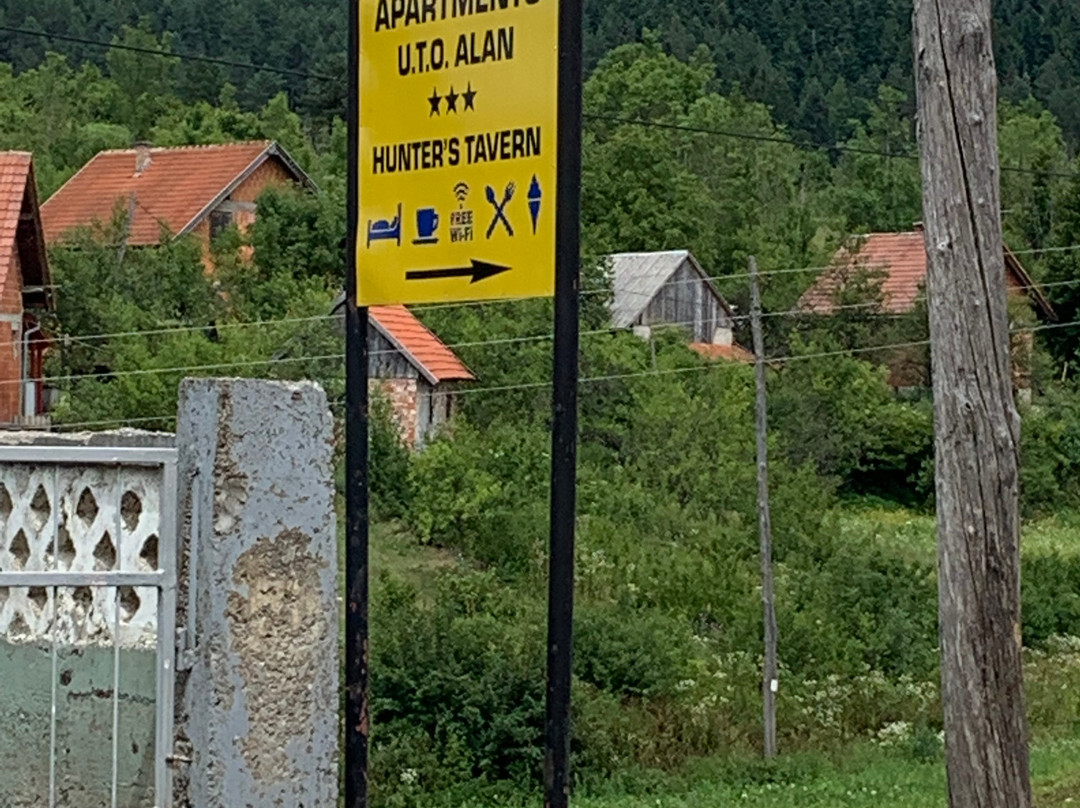 APARTMENTS
U.T.O. ALAN
HUNTER'S TAVERN
FREE
Wi-Fi